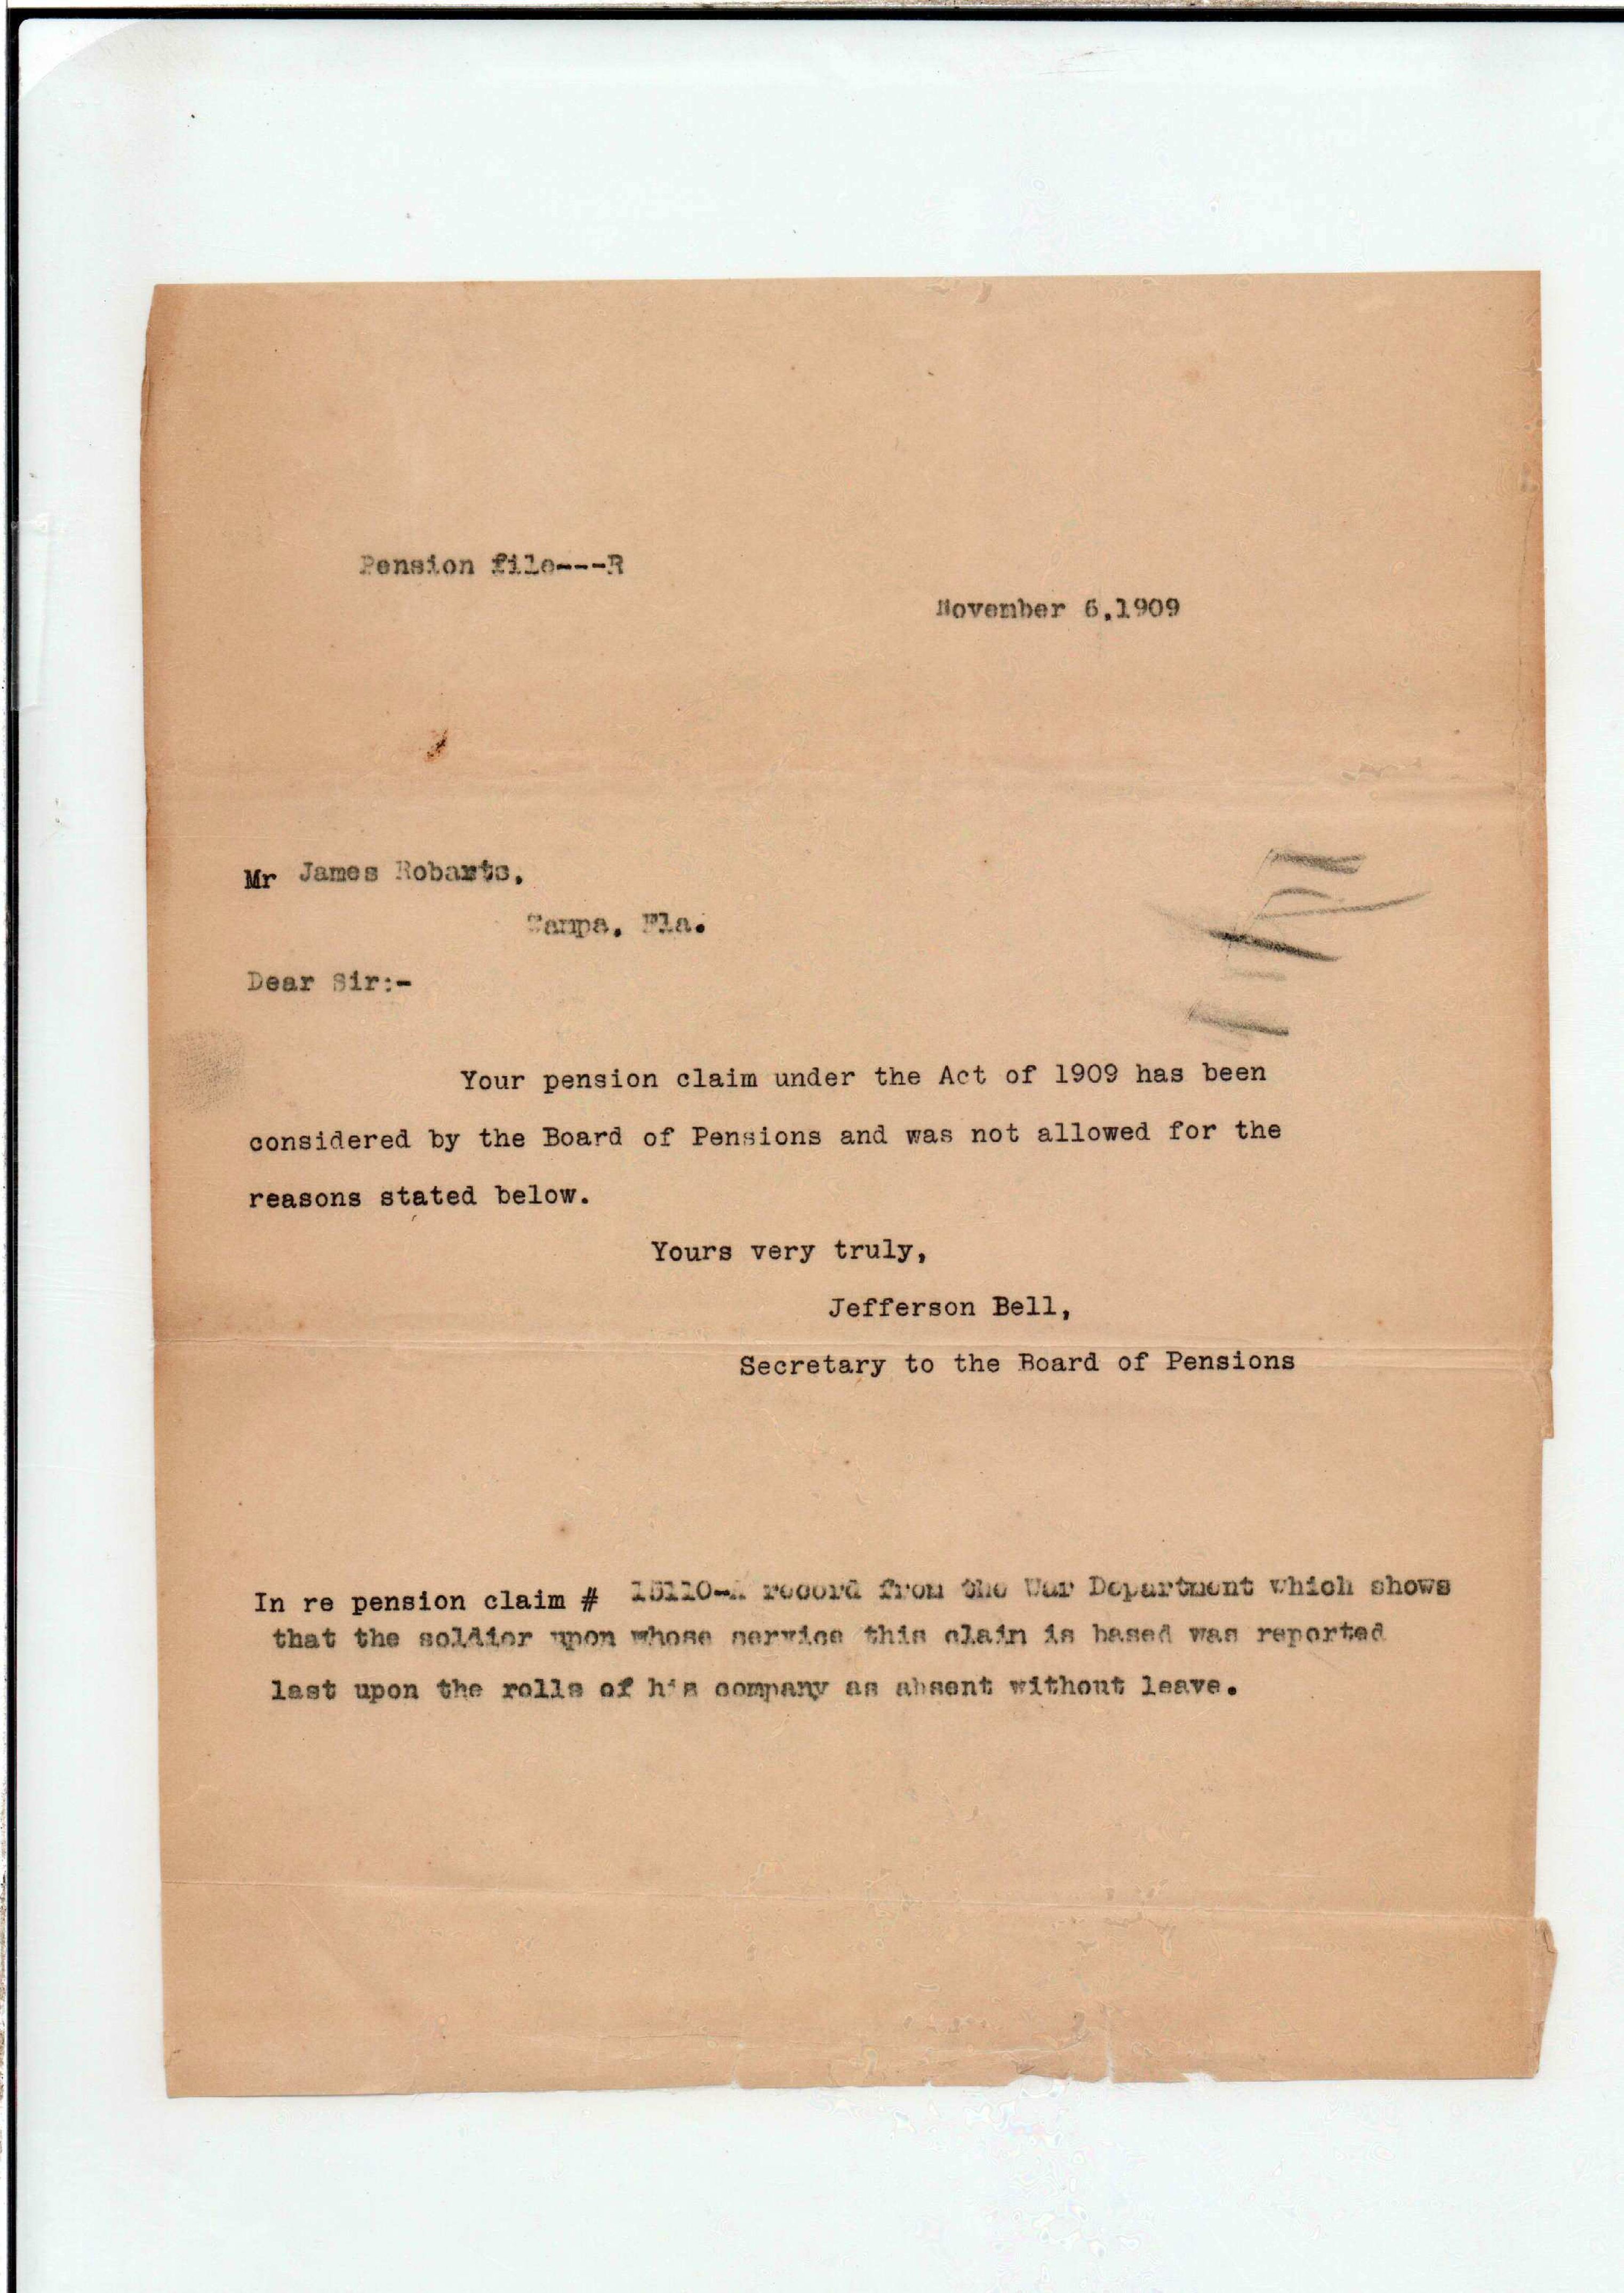 Pension file---R
November 6,1909
Mr James Robarts,
Tampa, Fla.
Dear Sir:-
Your pension claim under the Act of 1909 has been
considered by the Board of Pensions and was not allowed for the
reasons stated below.
Yours very truly,
Jefferson Bell,
Secretary to the Board of Pensions
In re pension claim # 15110-A record from the War Department which shows
that the soldier upon whose service this claim is based was reported
last upon the rolls of his company as absent without leave.